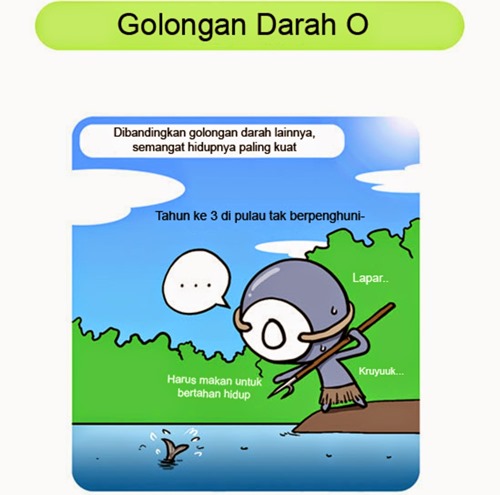 Golongan Darah O
Dibandingkan golongan darah lainnya,
semangat hidupnya paling kuat
Tahun ke 3 di pulau tak berpenghuni-
...
O
Lapar..
Kruyuuk...
Harus makan untuk
bertahan hidup